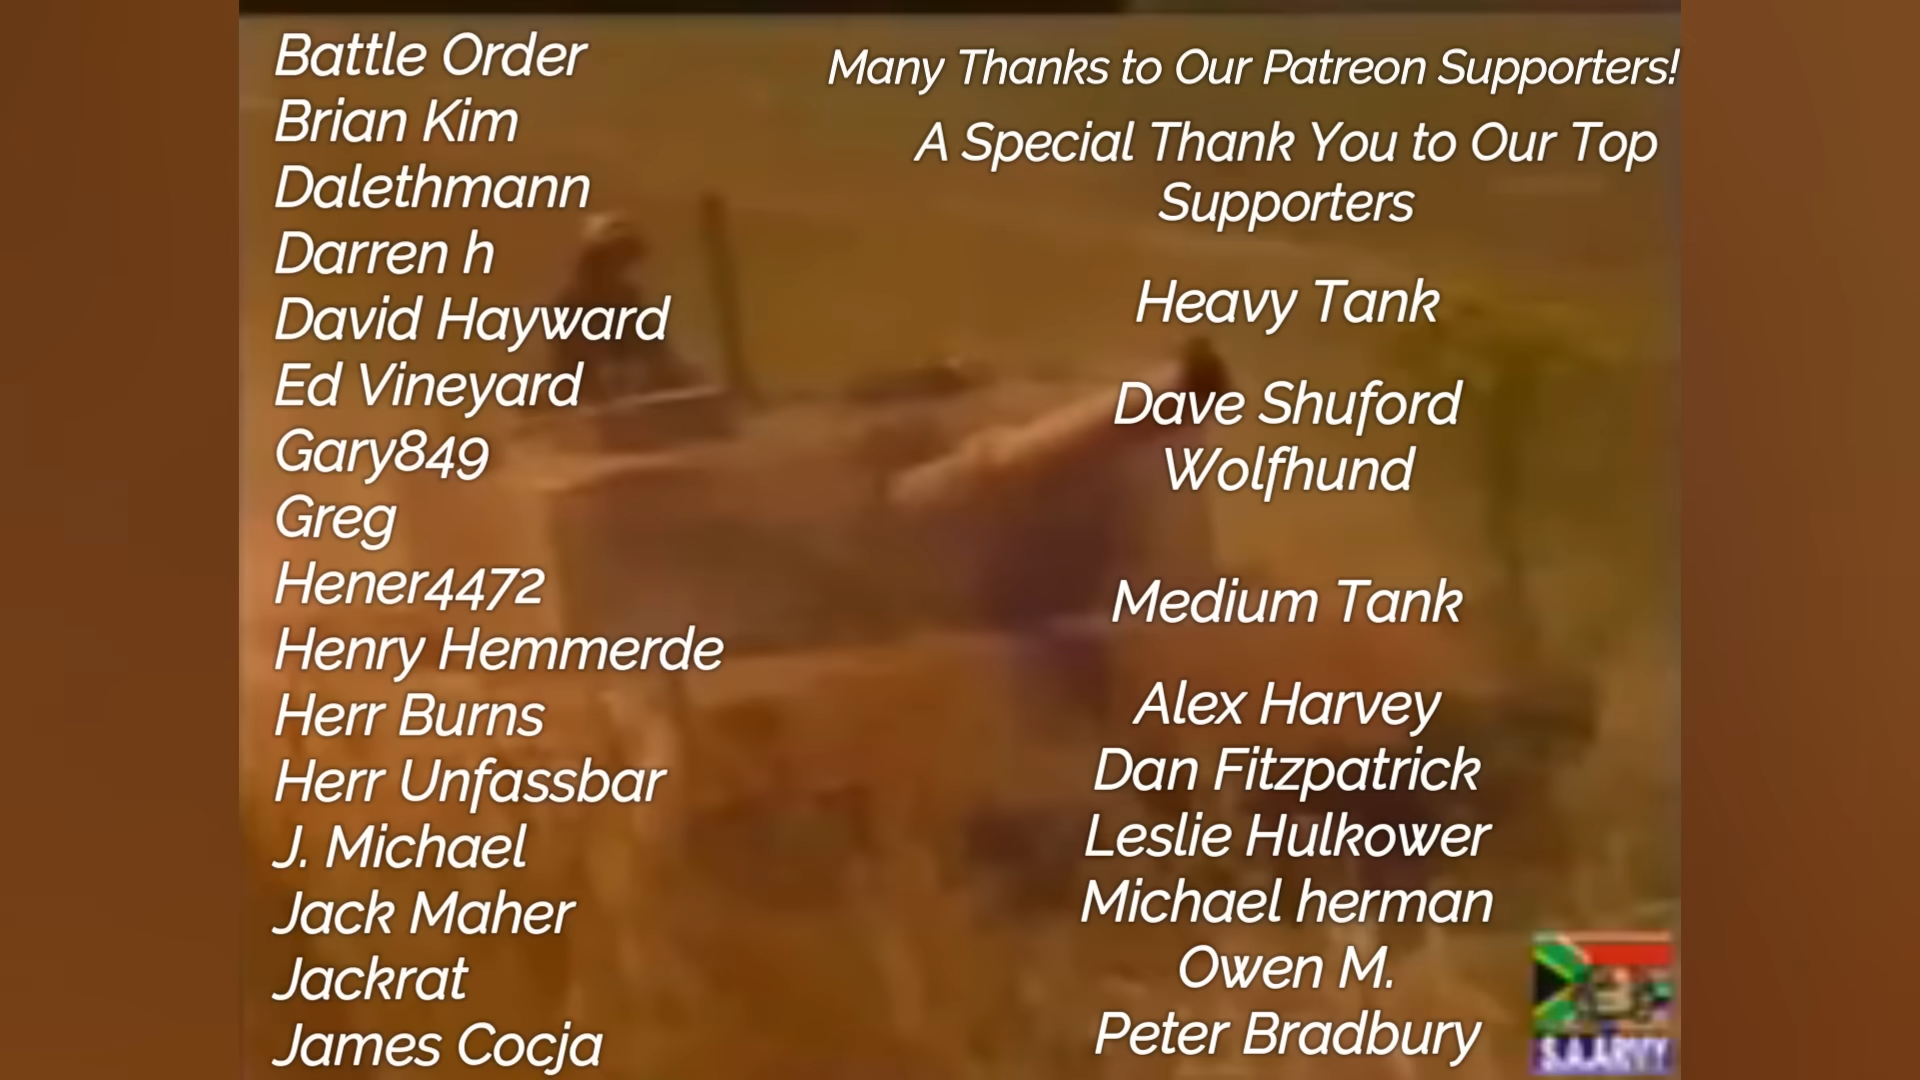 Battle Order
Brian Kim
Dalethmann
Darren h
David Hayward
Ed Vineyard
Gary849
Greg
Hener4472
Henry Hemmerde
Herr Burns
Herr Unfassbar
J. Michael
Jack Maher
Jackrat
James Cocja
Many Thanks to Our Patreon Supporters!
A Special Thank You to Our Top
Supporters
Heavy Tank
Dave Shuford
Wolfhund
Medium Tank
Alex Harvey
Dan Fitzpatrick
Leslie Hulkower
Michael herman
Owen M.
Peter Bradbury